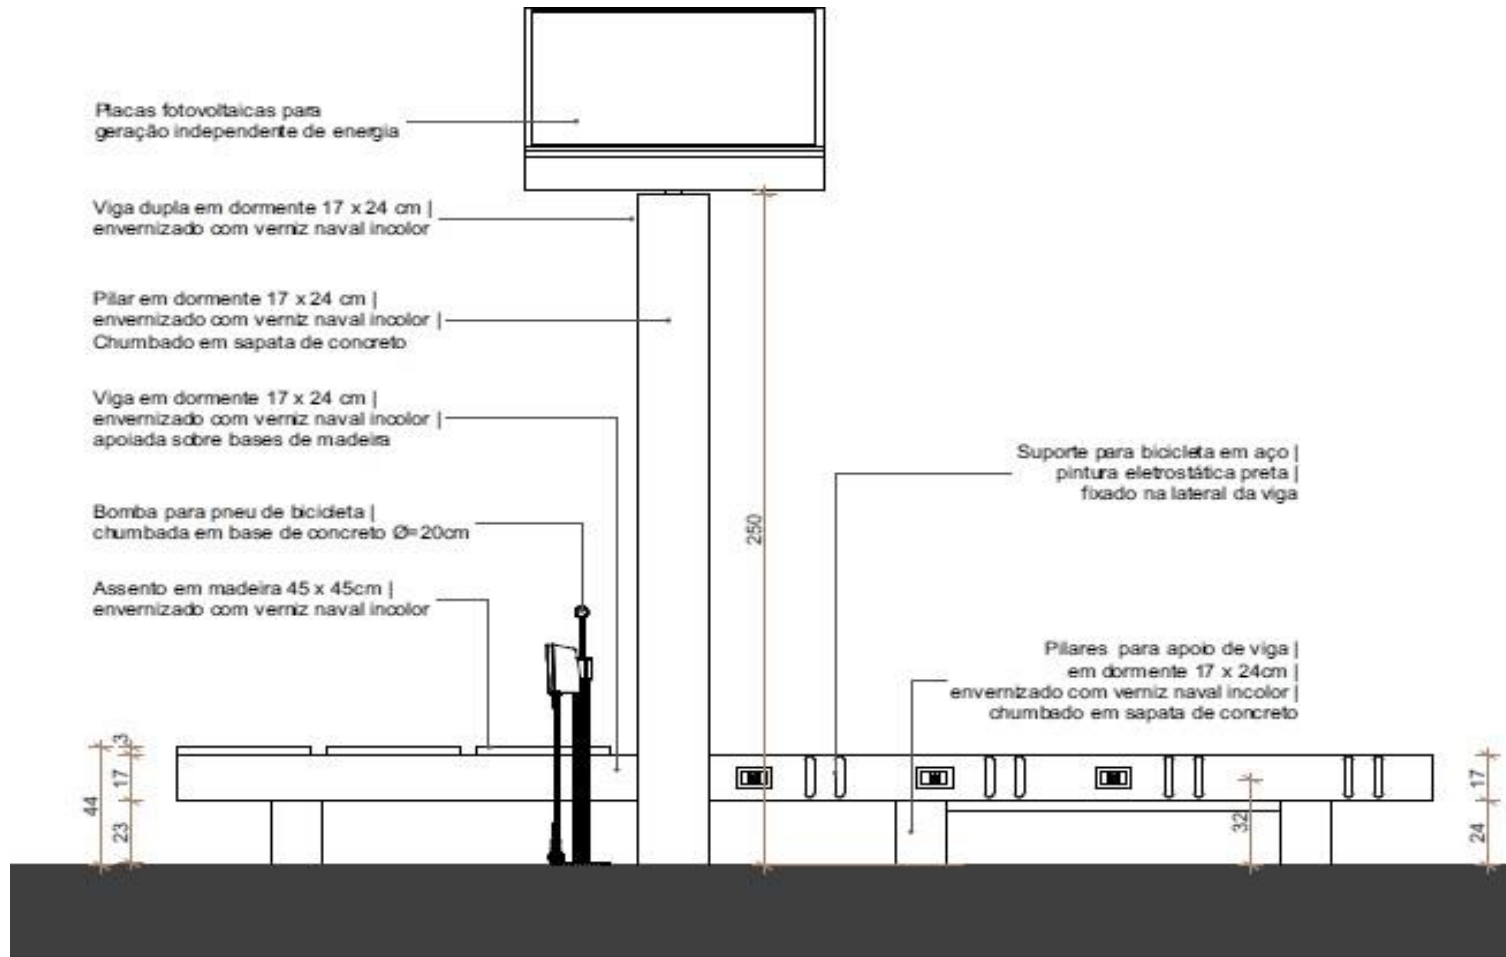 Placas fotovoltaicas para
geração independente de energia
Viga dupla em dormente 17 x 24 cm |
envernizado com verniz naval incolor
Pilar em dormente 17 x 24 cm |
envernizado com verniz naval incolor |
Chumbado em sapata de concreto
Viga em dormente 17 x 24 cm |
envernizado com verniz naval incolor |
apoiada sobre bases de madeira
Bomba para pneu de bicicleta |
chumbada em base de concreto Ø=20cm
Assento em madeira 45 x 45cm |
envernizado com verniz naval incolor
Suporte para bicicleta em aço |
pintura eletrostática preta |
fixado na lateral da viga
Pilares para apoio de viga |
em dormente 17 x 24cm |
envernizado com verniz naval incolor |
chumbado em sapata de concreto
250
3
17
23
44
32
17
24